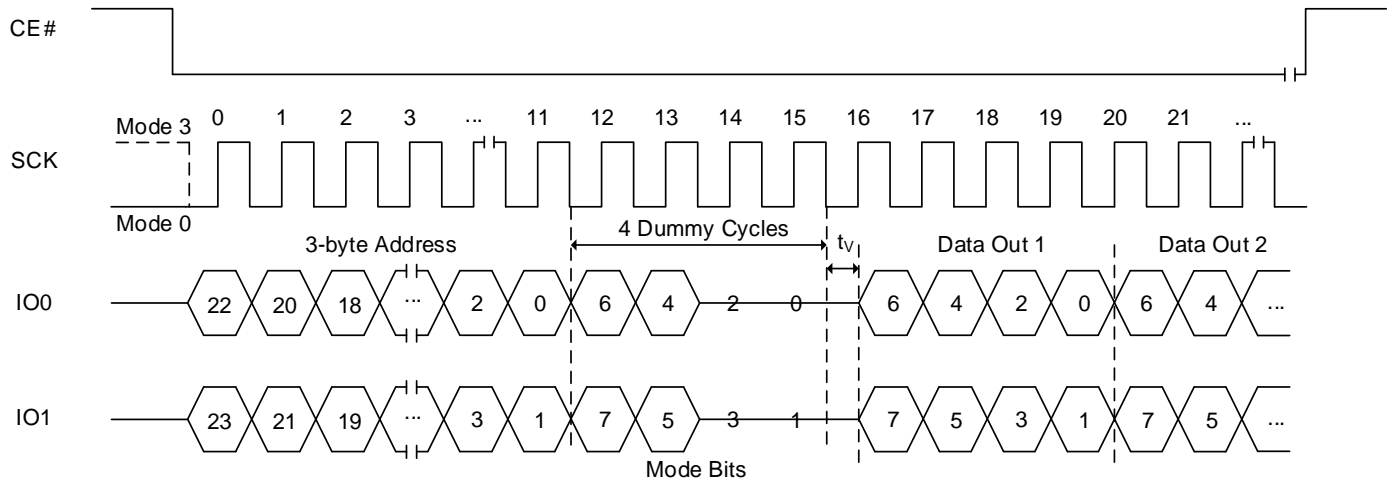 CE#
Mode 3
0 1 2 3 ... 11 12 13 14 15 16 17 18 19 20 21 ...
SCK
Mode 0
3-byte Address 4 Dummy Cycles tV Data Out 1 Data Out 2
IO0 22 20 18 ... 2 0 6 4 2 0 6 4 2 0 6 4 ...
IO1 23 21 19 ... 3 1 7 5 3 1 7 5 3 1 7 5 ...
Mode Bits